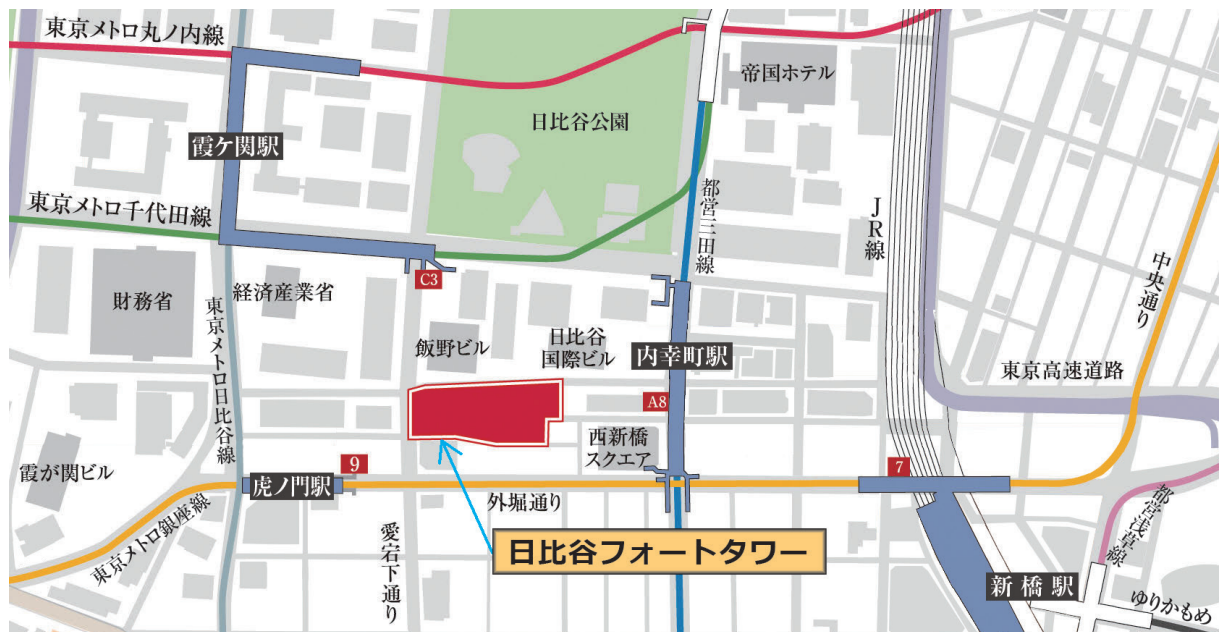 東京メトロ丸ノ内線
帝国ホテル
日比谷公園
霞ケ関駅
東京メトロ千代田線
都営三田線
JR線
中央通り
C3
財務省
経済産業省
東京メトロ日比谷線
飯野ビル
日比谷
国際ビル
内幸町駅
東京高速道路
A8
西新橋
スクエア
霞が関ビル
虎ノ門駅
9
7
外堀通り
東京メトロ銀座線
愛宕下通り
日比谷フォートタワー
都営浅草線
新橋駅
ゆりかもめ